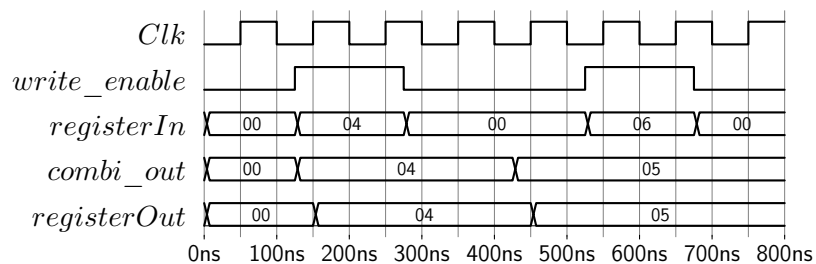 Clk
write_enable
registerIn 00 04 00 06 00
combi_out 00 04 05
registerOut 00 04 05
0ns 100ns 200ns 300ns 400ns 500ns 600ns 700ns 800ns